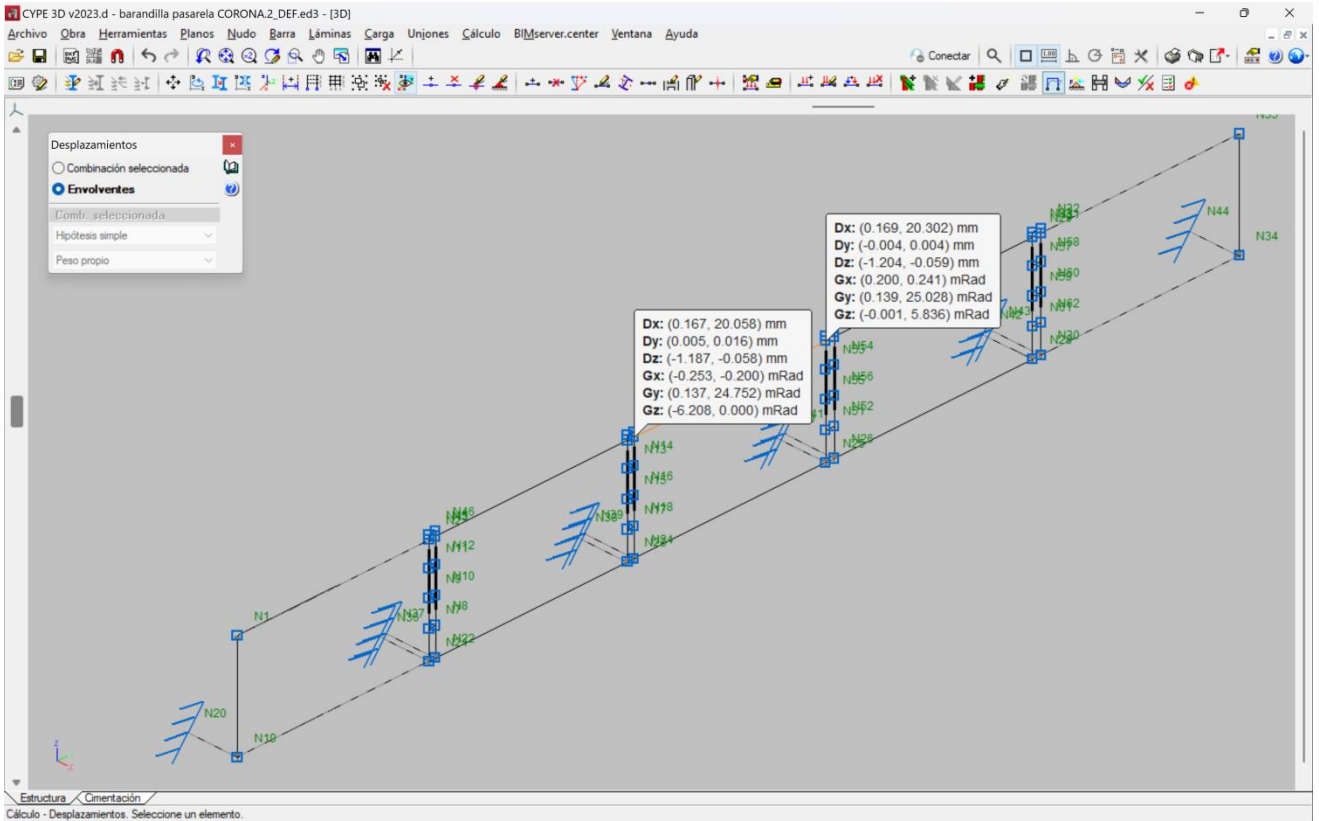 CYPE 3D v2023.d - barandilla pasarela CORONA.2_DEF.ed3 - [3D]
Archivo Obra Herramientas Planos Nudo Barra Láminas Carga Uniones Cálculo BIMserver.center Ventana Ayuda
Conectar
Desplazamientos
Combinación seleccionada
Envolventes
Comb. seleccionada
Hipótesis simple
Peso propio
Dx: (0.169, 20.302) mm
Dy: (-0.004, 0.004) mm
Dz: (-1.204, -0.059) mm
Gx: (0.200, 0.241) mRad
Gy: (0.139, 25.028) mRad
Gz: (-0.001, 5.836) mRad
Dx: (0.167, 20.058) mm
Dy: (0.005, 0.016) mm
Dz: (-1.187, -0.058) mm
Gx: (-0.253, -0.200) mRad
Gy: (0.137, 24.752) mRad
Gz: (-6.208, 0.000) mRad
N44
N34
N1
N20
N19
Estructura
Cimentación
Cálculo - Desplazamientos. Seleccione un elemento.